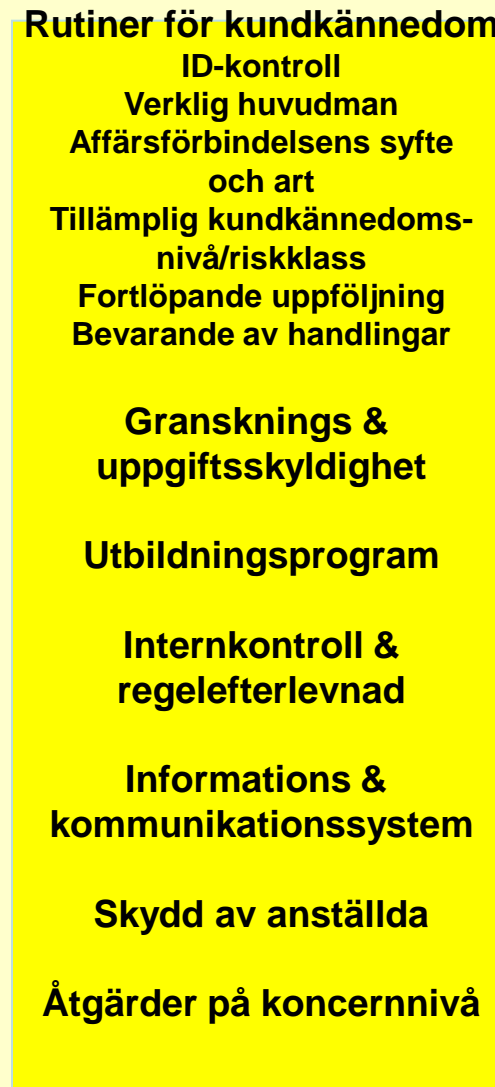 Rutiner för kundkännedom
ID-kontroll
Verklig huvudman
Affärsförbindelsens syfte
och art
Tillämplig kundkännedoms-
nivå/riskklass
Fortlöpande uppföljning
Bevarande av handlingar
Gransknings &
uppgiftsskyldighet
Utbildningsprogram
Internkontroll &
regelefterlevnad
Informations &
kommunikationssystem
Skydd av anställda
Åtgärder på koncernnivå